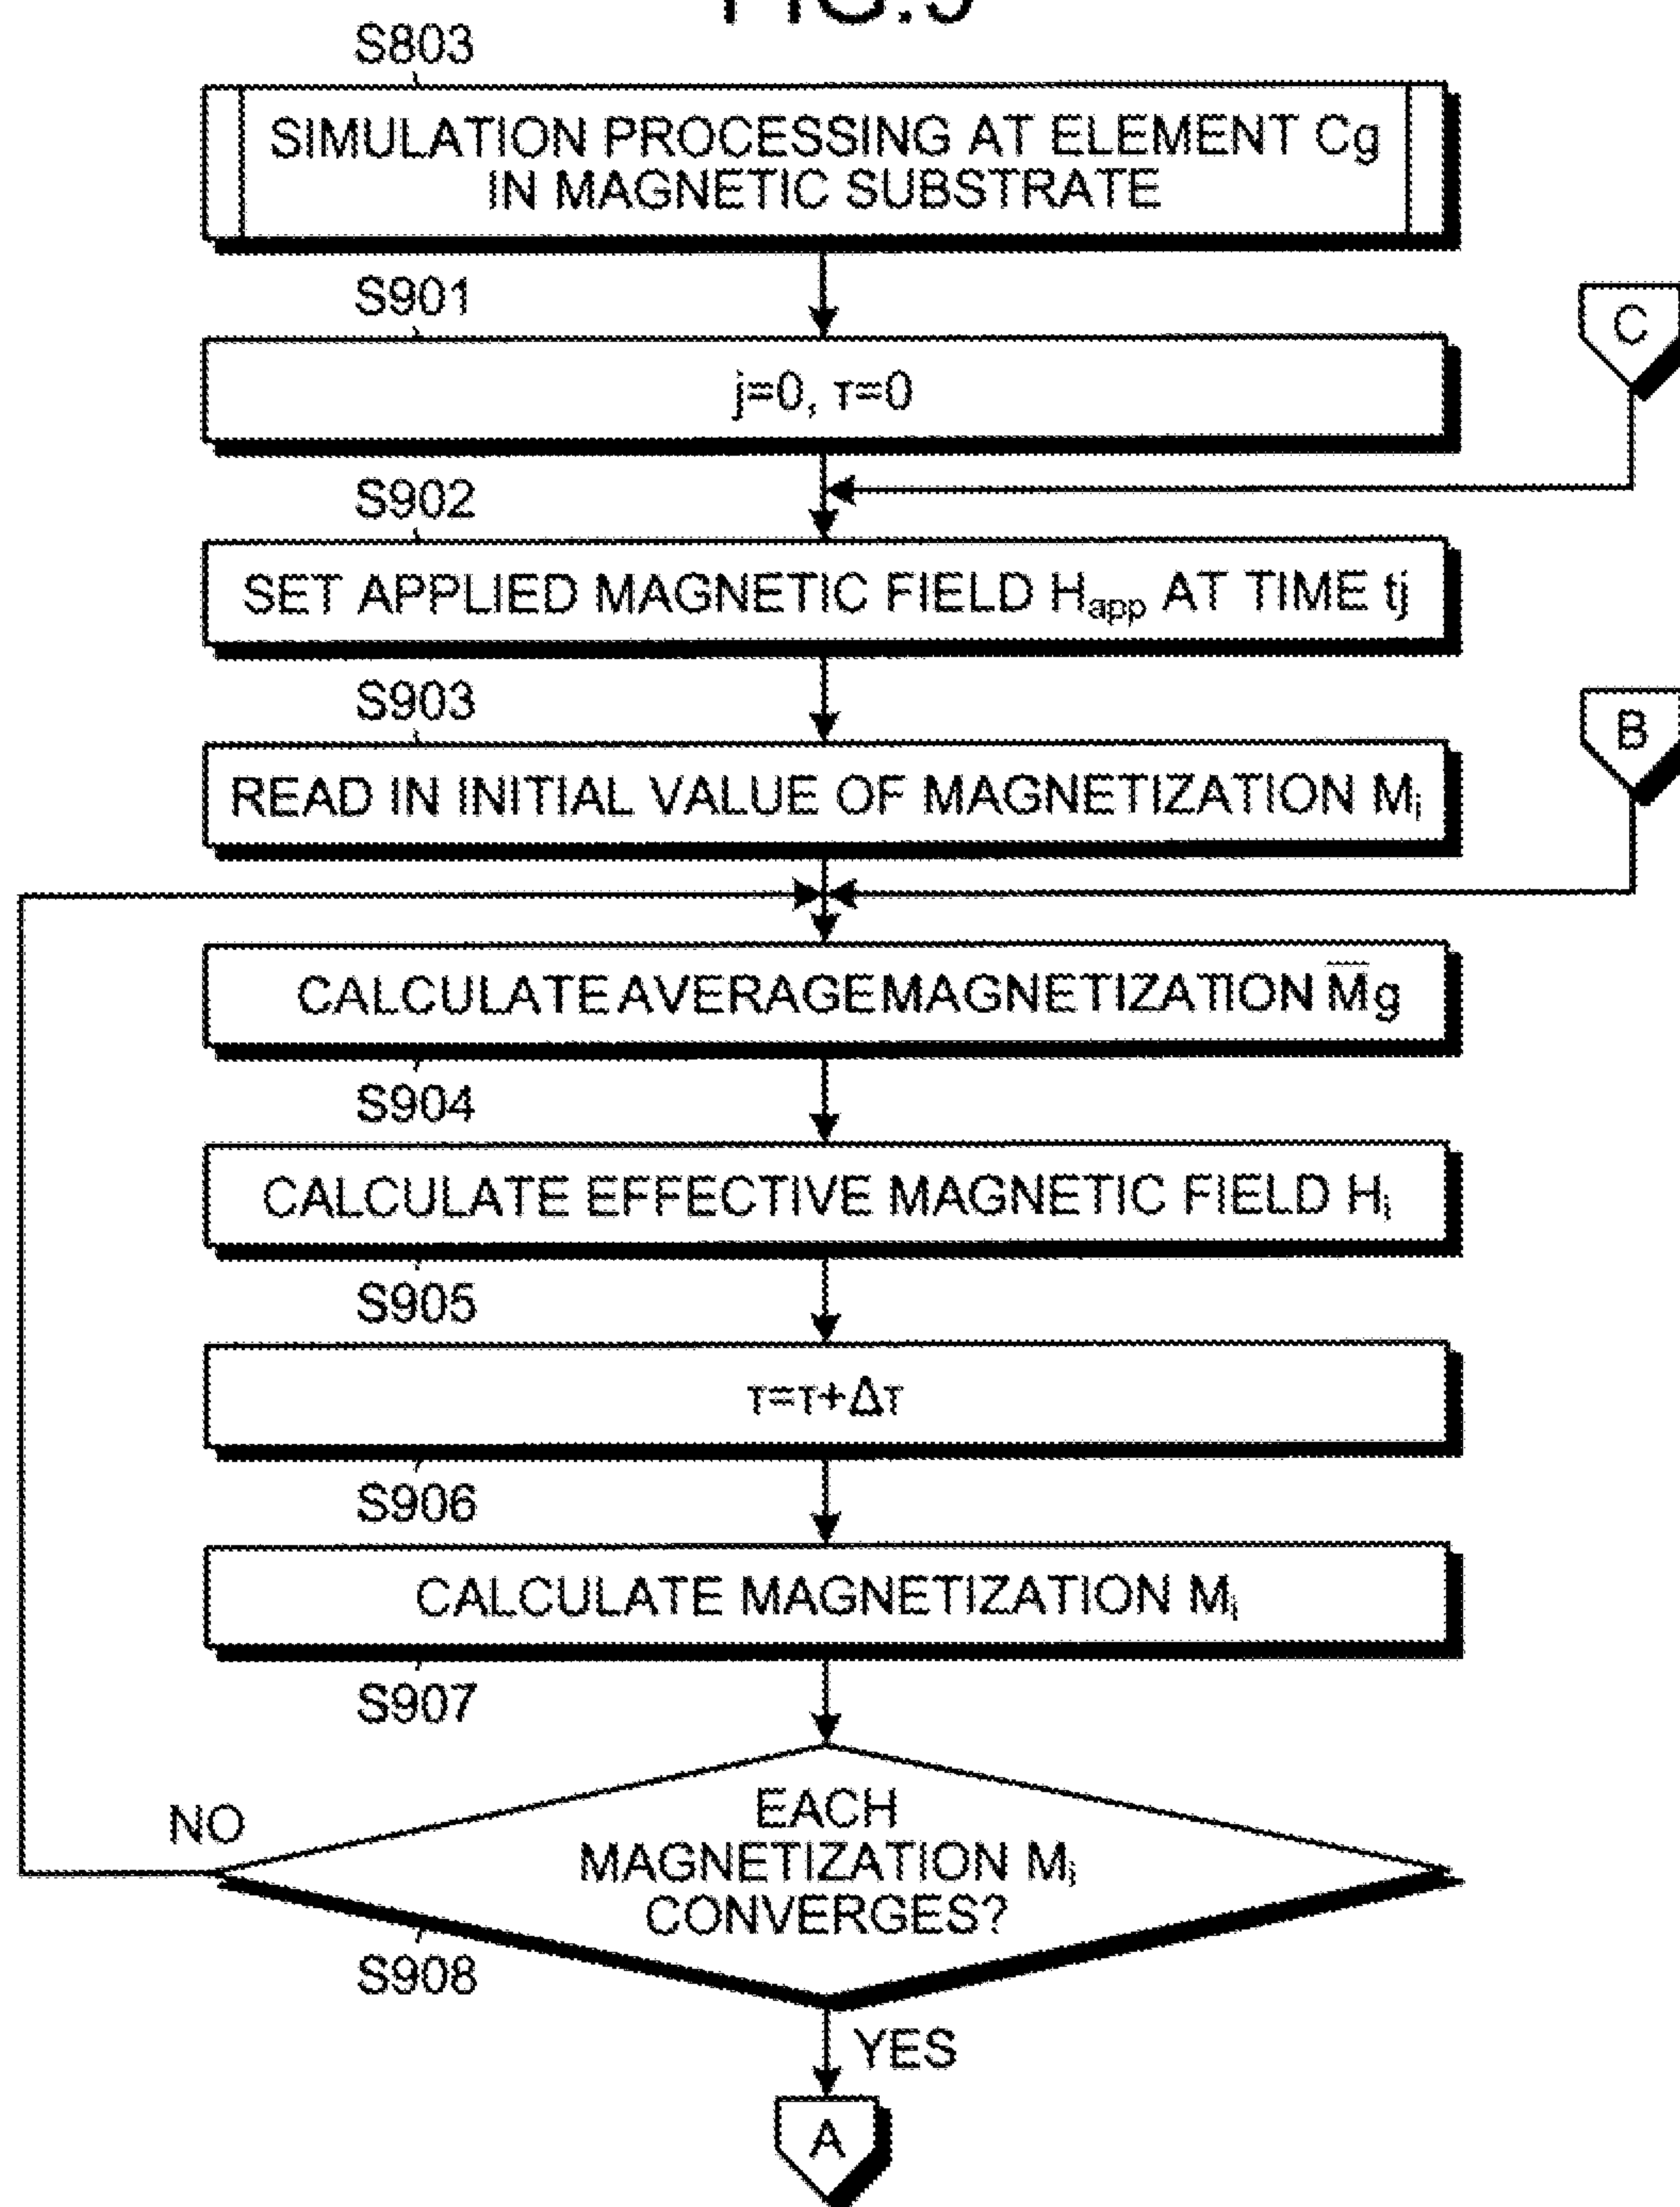 FIG.9
S803
SIMULATION PROCESSING AT ELEMENT Cg
IN MAGNETIC SUBSTRATE
S901
j=0, τ=0
C
S902
SET APPLIED MAGNETIC FIELD Happ AT TIME tj
S903
READ IN INITIAL VALUE OF MAGNETIZATION Mi
B
CALCULATE AVERAGE MAGNETIZATION M̅g
S904
CALCULATE EFFECTIVE MAGNETIC FIELD Hi
S905
τ=τ+Δτ
S906
CALCULATE MAGNETIZATION Mi
S907
NO
EACH
MAGNETIZATION Mi
CONVERGES?
S908
YES
A